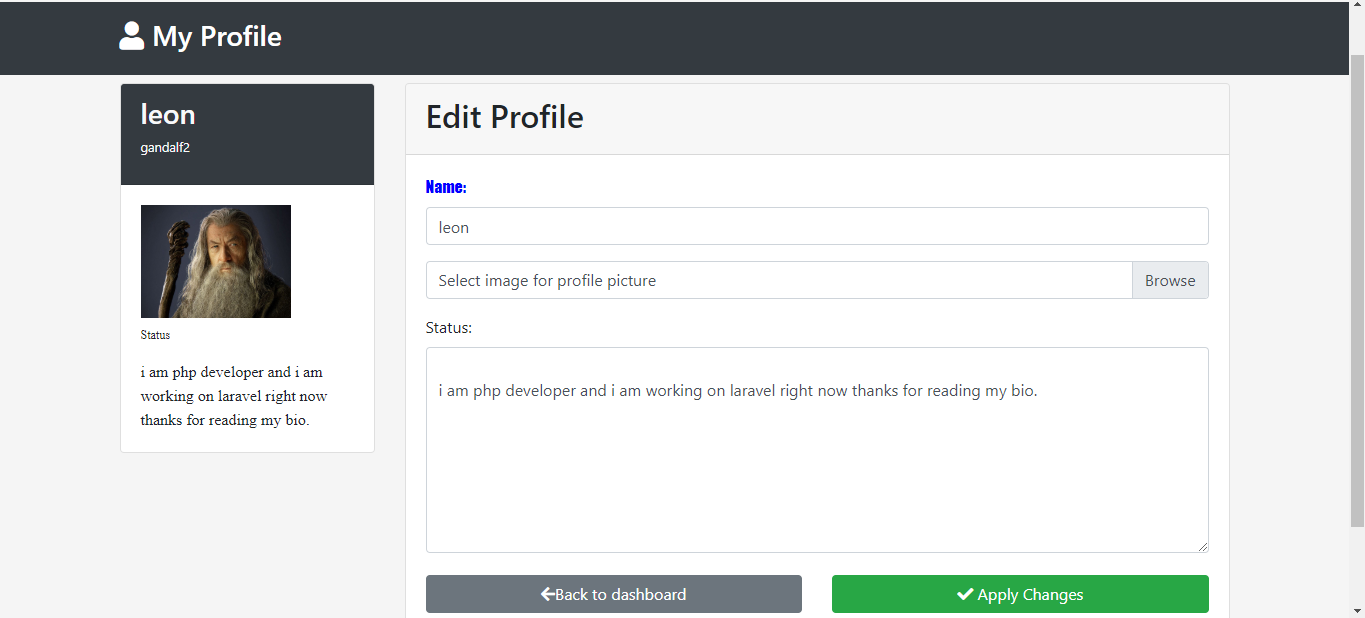 My Profile
leon
gandalf2
Status
i am php developer and i am
working on laravel right now
thanks for reading my bio.
Edit Profile
Name:
leon
Select image for profile picture
Browse
Status:
i am php developer and i am working on laravel right now thanks for reading my bio.
Back to dashboard
Apply Changes